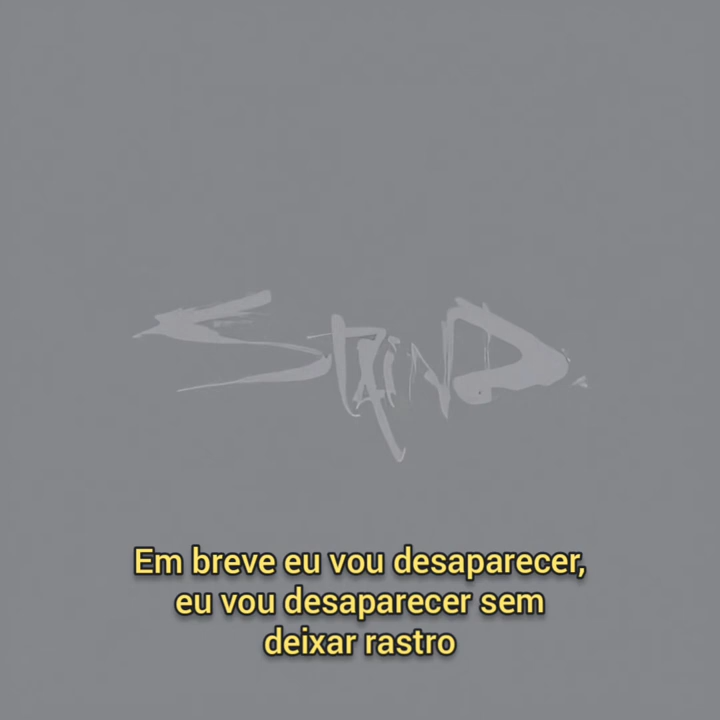 Staind.
Em breve eu vou desaparecer,
eu vou desaparecer sem
deixar rastro